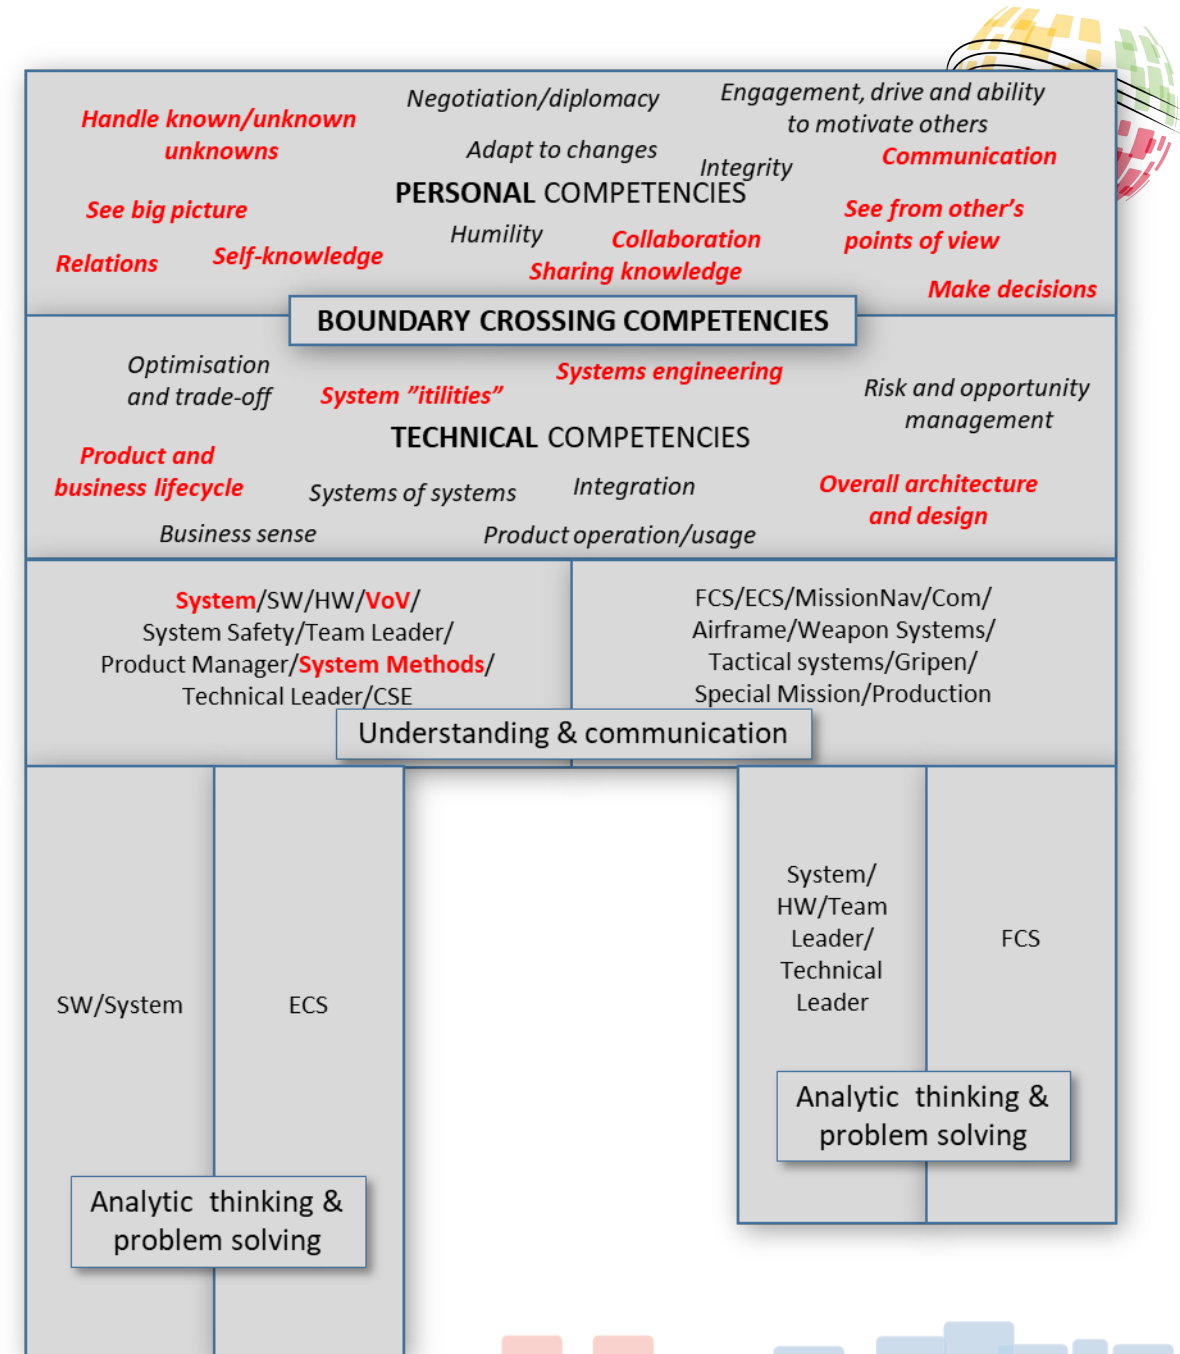 Negotiation/diplomacy
Engagement, drive and ability
to motivate others
Handle known/unknown
unknowns
Adapt to changes
Integrity
Communication
PERSONAL COMPETENCIES
See big picture
See from other's
points of view
Humility
Collaboration
Relations
Self-knowledge
Sharing knowledge
Make decisions
BOUNDARY CROSSING COMPETENCIES
Optimisation
and trade-off
System ”itilities”
Systems engineering
Risk and opportunity
management
TECHNICAL COMPETENCIES
Product and
business lifecycle
Systems of systems
Integration
Overall architecture
and design
Business sense
Product operation/usage
System/SW/HW/VoV/
System Safety/Team Leader/
Product Manager/System Methods/
Technical Leader/CSE
FCS/ECS/MissionNav/Com/
Airframe/Weapon Systems/
Tactical systems/Gripen/
Special Mission/Production
Understanding & communication
SW/System
ECS
System/
HW/Team
Leader/
Technical
Leader
FCS
Analytic thinking &
problem solving
Analytic thinking &
problem solving